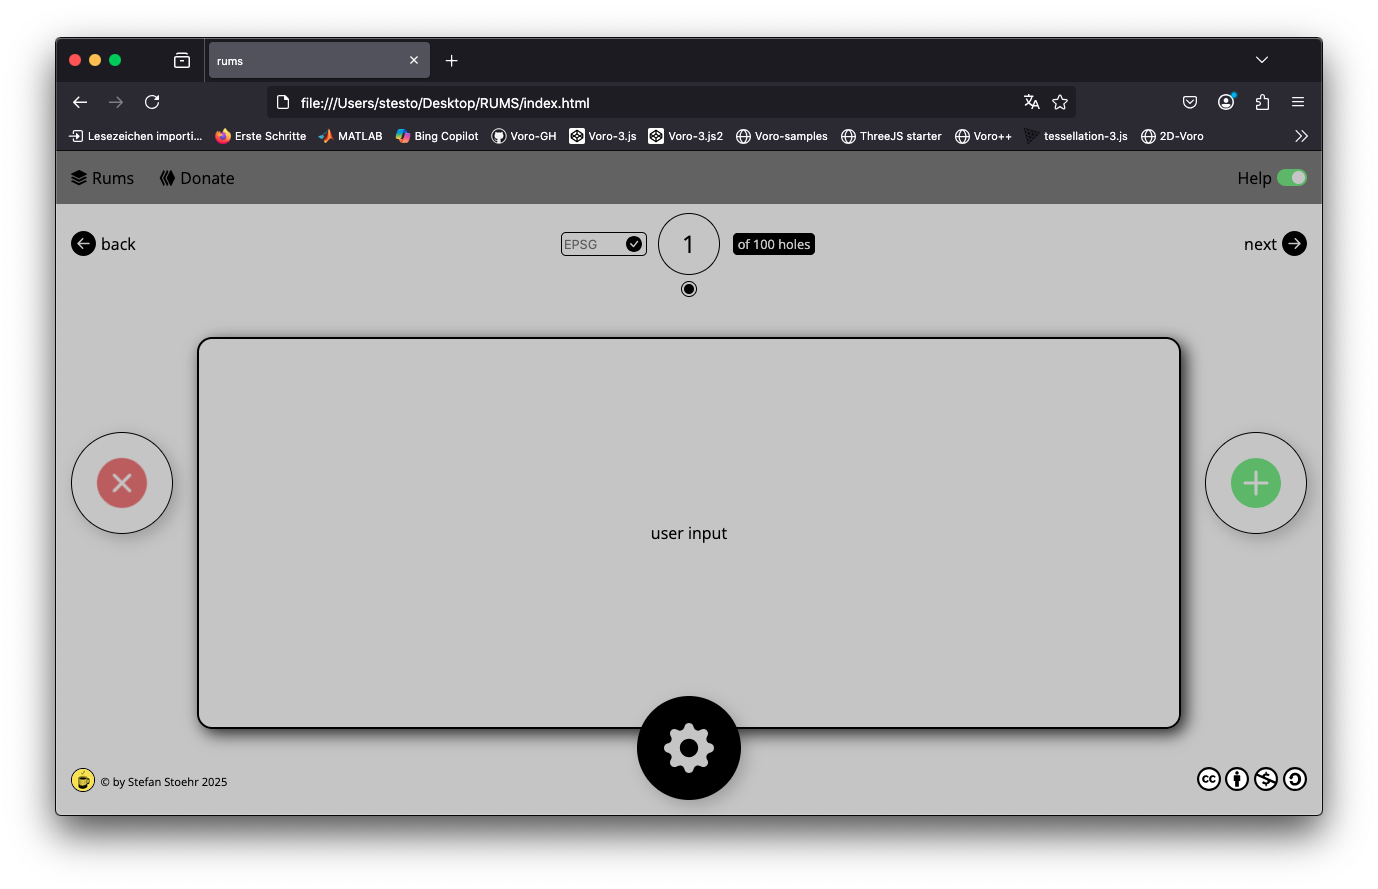 rums
file:///Users/stesto/Desktop/RUMS/index.html
Lesezeichen importi... Erste Schritte MATLAB Bing Copilot Voro-GH Voro-3.js Voro-3.js2 Voro-samples ThreeJS starter Voro++ tessellation-3.js 2D-Voro
Rums Donate Help
back EPSG 1 of 100 holes next
user input
© by Stefan Stoehr 2025
cc